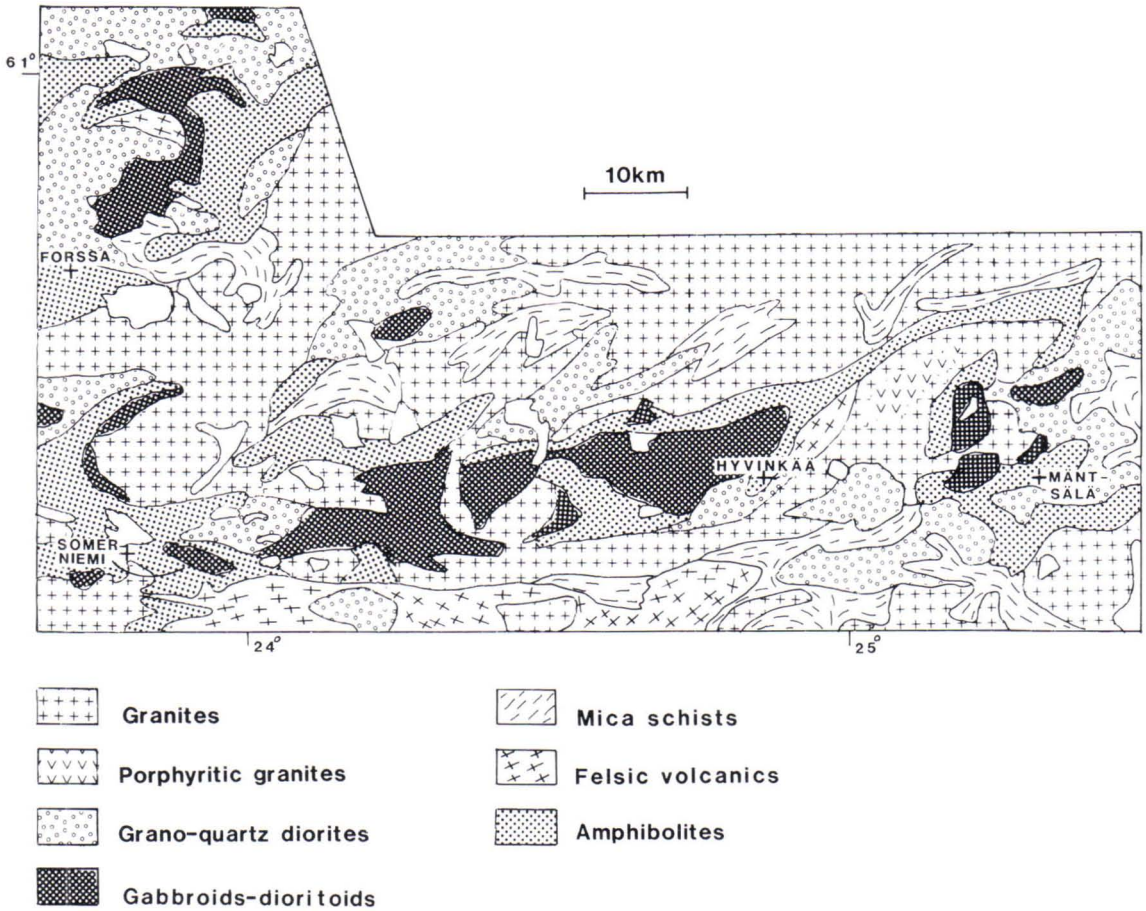 61°
10km
FORSSA
HYVINKÄÄ
MÄNT-
SÄLÄ
SOMER
NIEMI
24°
25°
Granites
Porphyritic granites
Grano-quartz diorites
Gabbroids-dioritoids
Mica schists
Felsic volcanics
Amphibolites